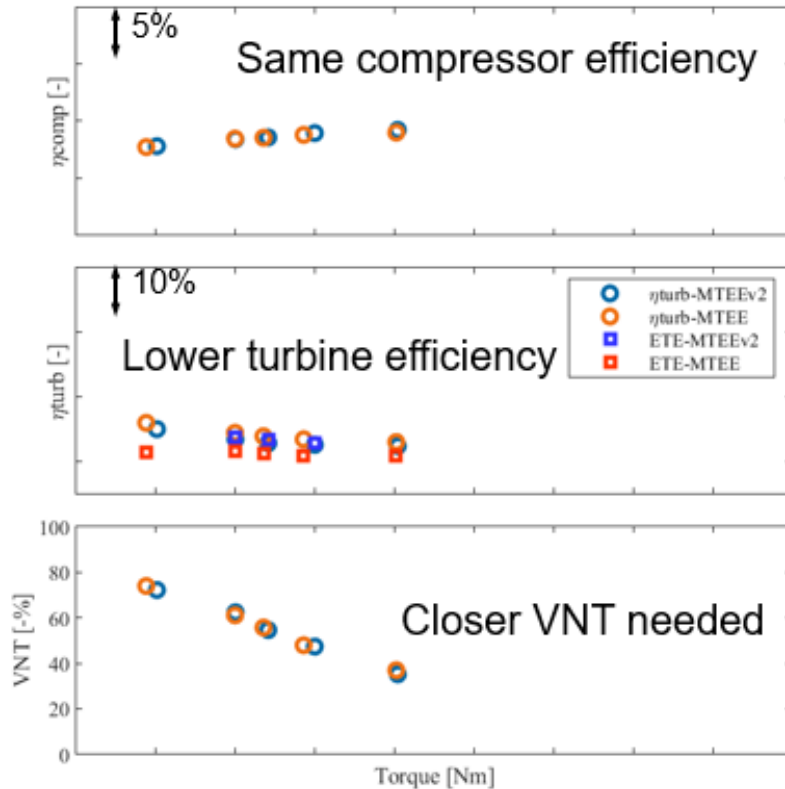 5%
Same compressor efficiency
ηcomp [-]
10%
ηturb-MTEEv2
ηturb-MTEE
ETE-MTEEv2
ETE-MTEE
Lower turbine efficiency
ηturb [-]
100
80
60
40
20
0
Closer VNT needed
VNT [-%]
Torque [Nm]